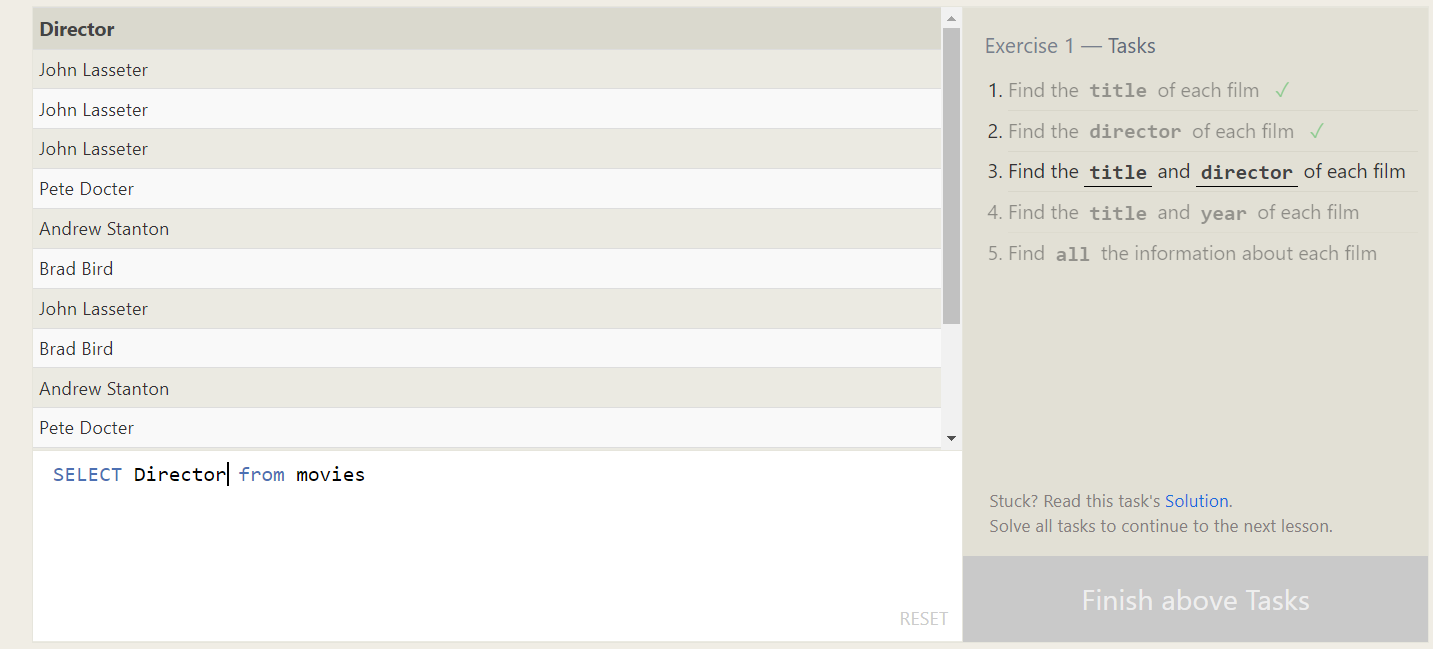 Director
John Lasseter
John Lasseter
John Lasseter
Pete Docter
Andrew Stanton
Brad Bird
John Lasseter
Brad Bird
Andrew Stanton
Pete Docter
SELECT Director from movies
RESET
Exercise 1 — Tasks
1. Find the title of each film ✓
2. Find the director of each film ✓
3. Find the title and director of each film
4. Find the title and year of each film
5. Find all the information about each film
Stuck? Read this task's Solution.
Solve all tasks to continue to the next lesson.
Finish above Tasks